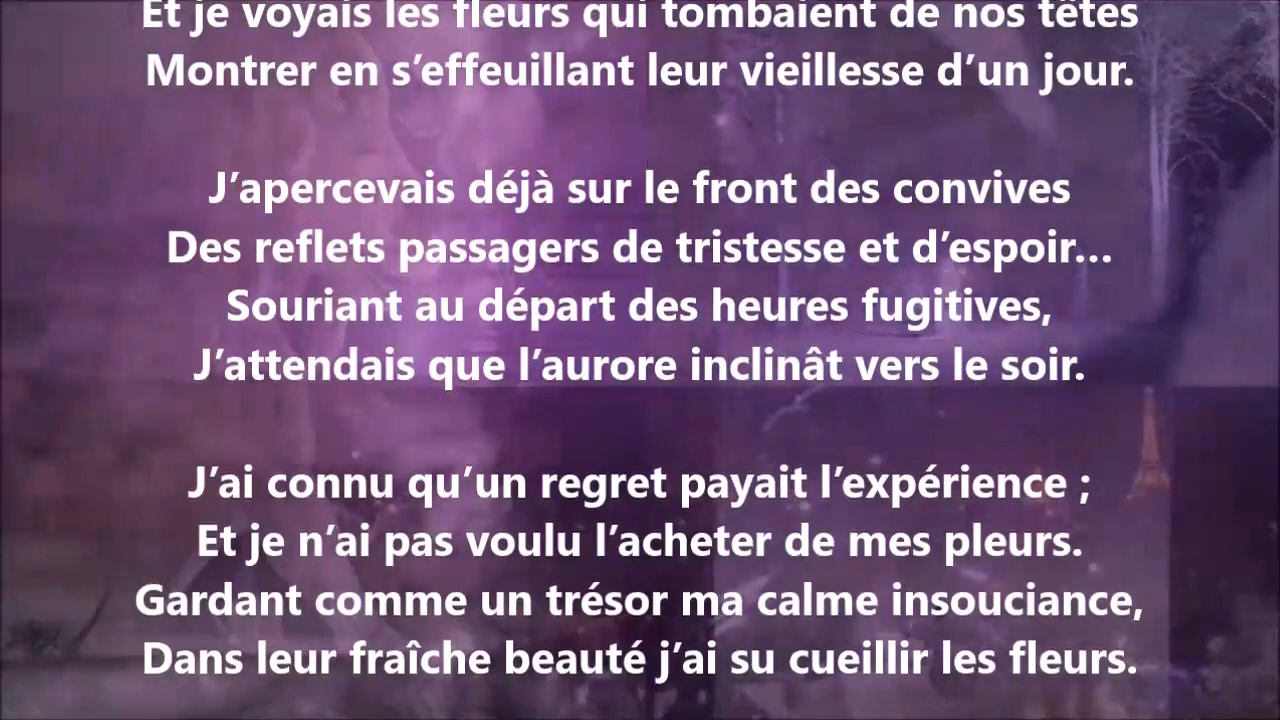 Et je voyais les fleurs qui tombaient de nos têtes
Montrer en s’effeuillant leur vieillesse d’un jour.
J’apercevais déjà sur le front des convives
Des reflets passagers de tristesse et d’espoir...
Souriant au départ des heures fugitives,
J’attendais que l’aurore inclinât vers le soir.
J’ai connu qu’un regret payait l’expérience ;
Et je n’ai pas voulu l’acheter de mes pleurs.
Gardant comme un trésor ma calme insouciance,
Dans leur fraîche beauté j’ai su cueillir les fleurs.